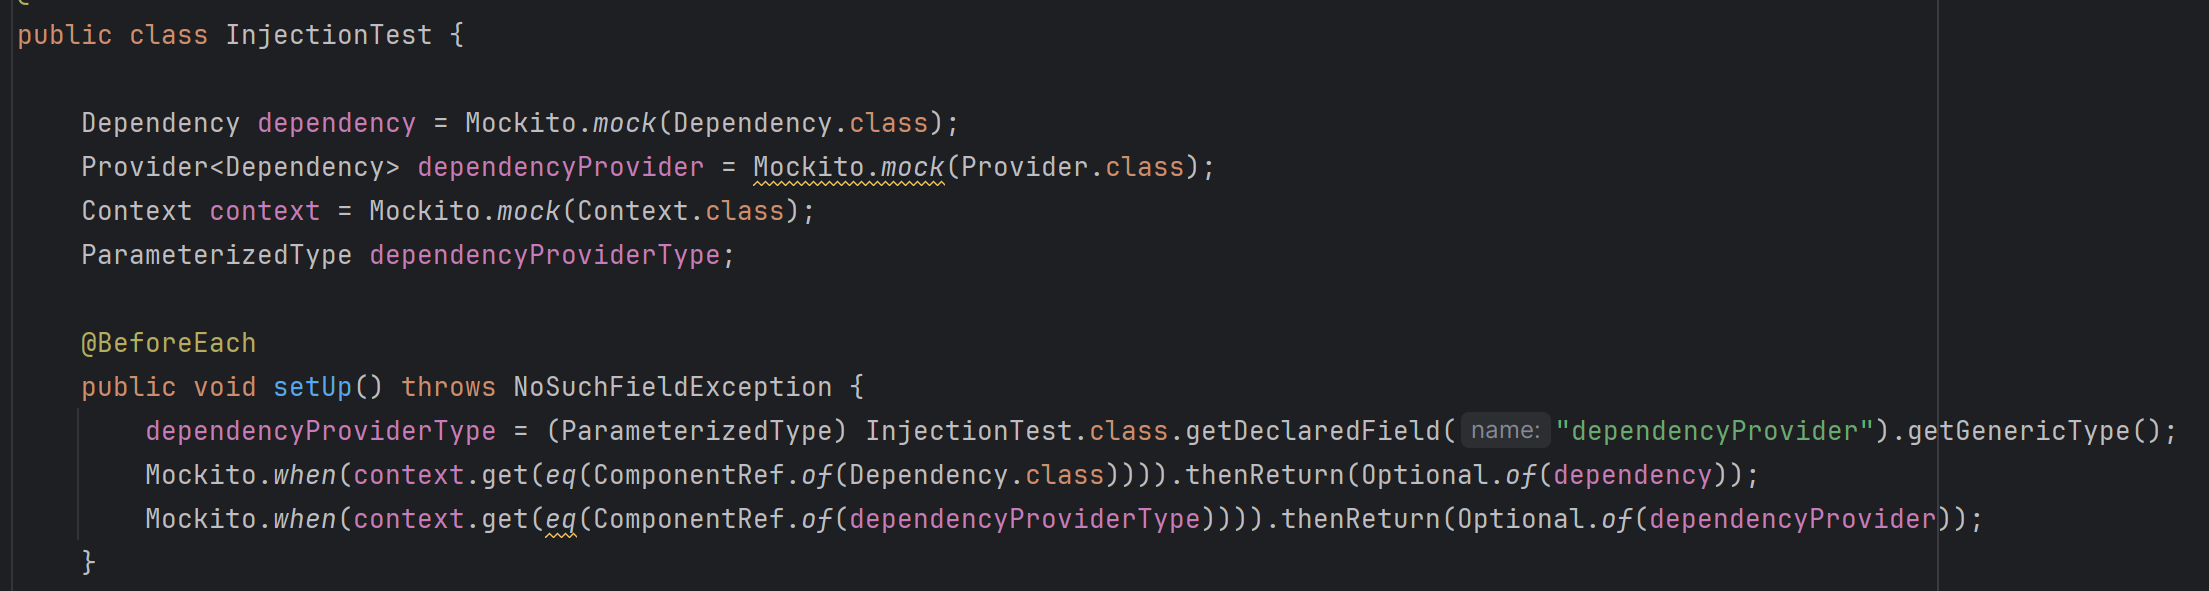 public class InjectionTest {
Dependency dependency = Mockito.mock(Dependency.class);
Provider<Dependency> dependencyProvider = Mockito.mock(Provider.class);
Context context = Mockito.mock(Context.class);
ParameterizedType dependencyProviderType;
@BeforeEach
public void setUp() throws NoSuchFieldException {
dependencyProviderType = (ParameterizedType) InjectionTest.class.getDeclaredField( name: "dependencyProvider").getGenericType();
Mockito.when(context.get(eq(ComponentRef.of(Dependency.class)))).thenReturn(Optional.of(dependency));
Mockito.when(context.get(eq(ComponentRef.of(dependencyProviderType)))).thenReturn(Optional.of(dependencyProvider));
}